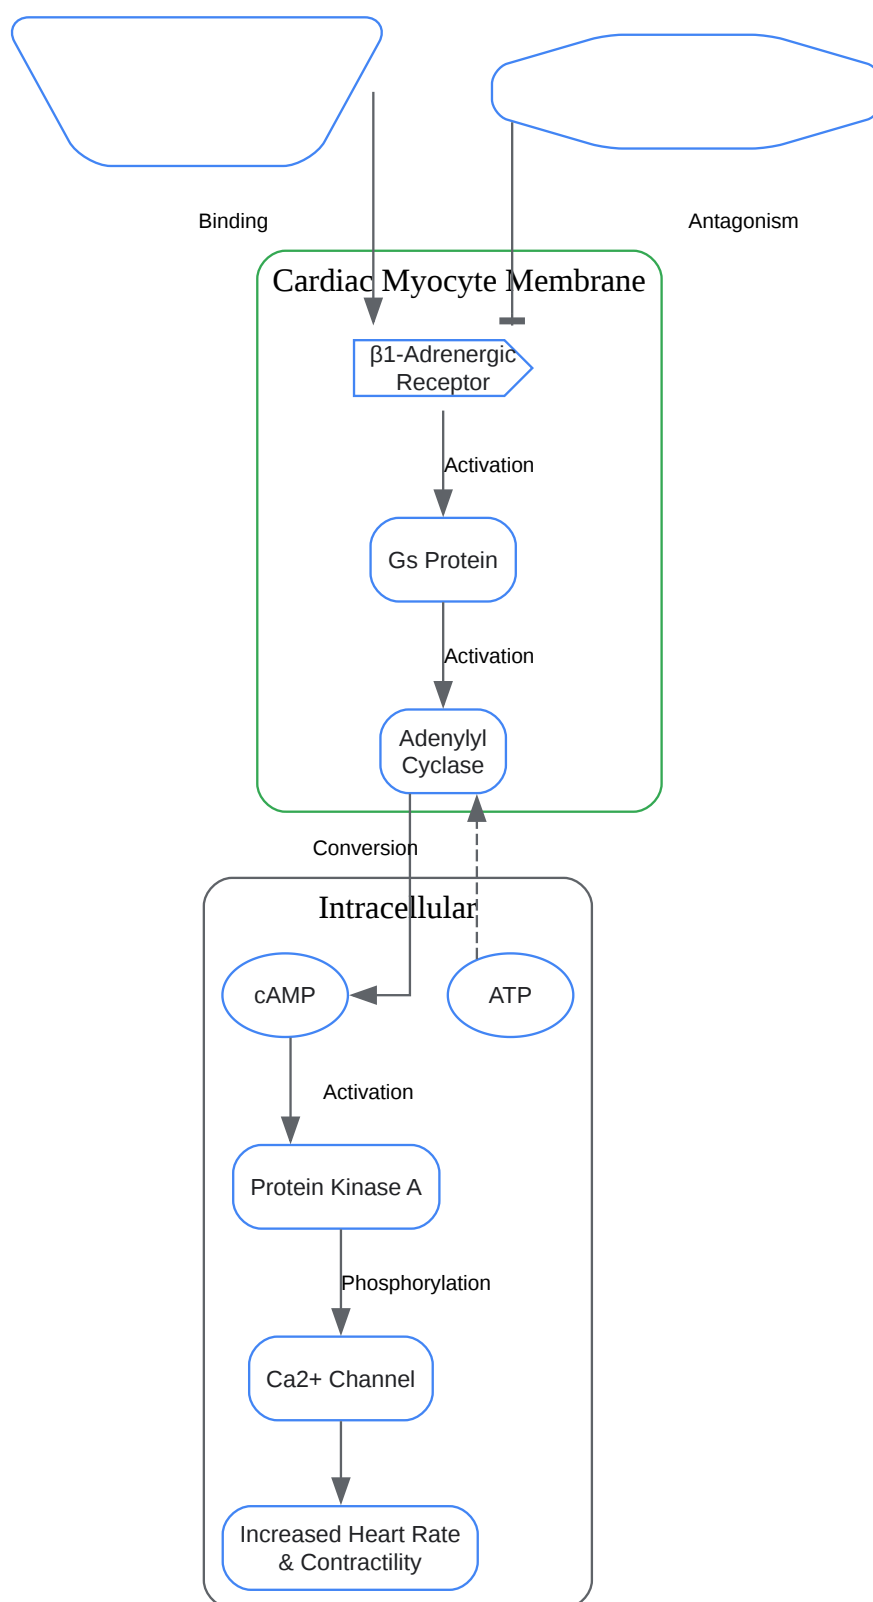 Binding
Antagonism
Cardiac Myocyte Membrane
β1-Adrenergic
Receptor
Activation
Gs Protein
Activation
Adenylyl
Cyclase
Conversion
Intracellular
cAMP
ATP
Activation
Protein Kinase A
Phosphorylation
Ca2+ Channel
Increased Heart Rate
& Contractility